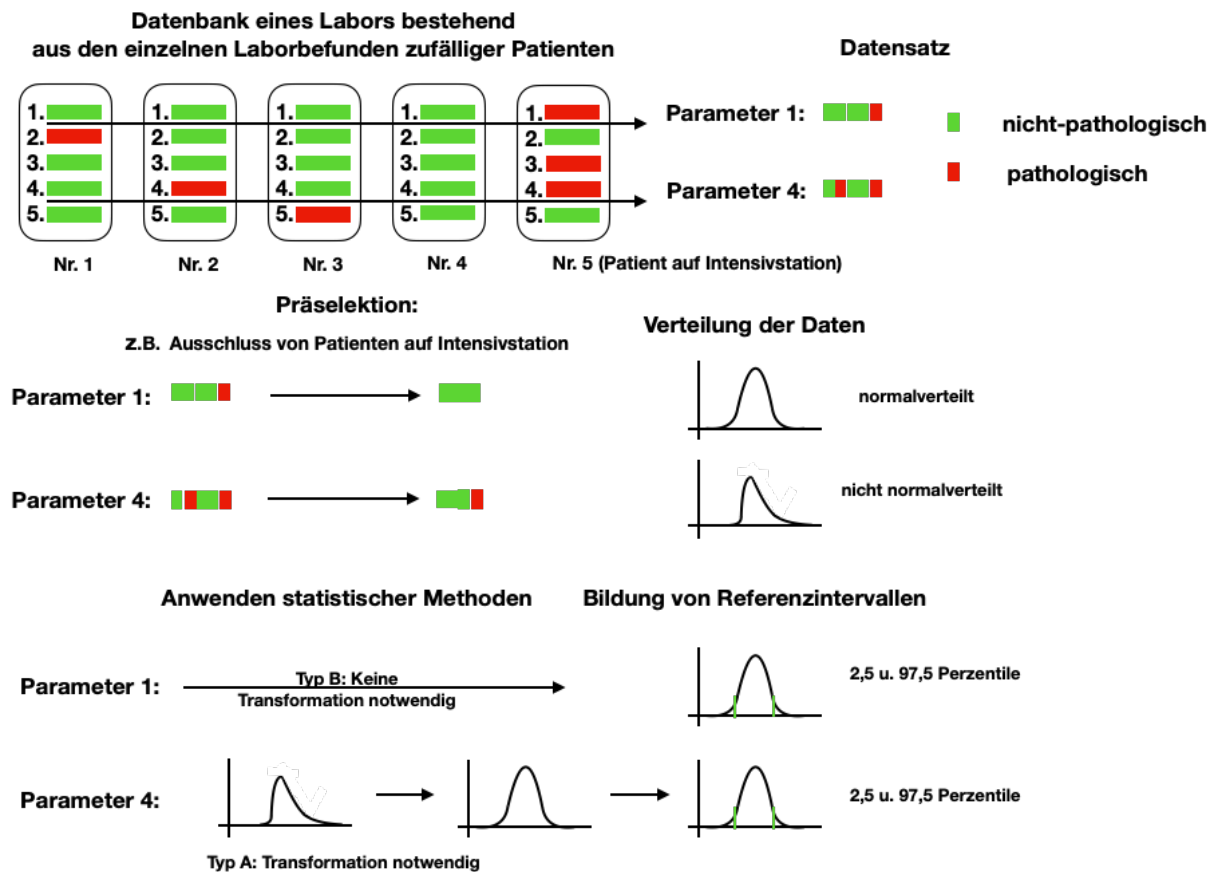 Datenbank eines Labors bestehend
aus den einzelnen Laborbefunden zufälliger Patienten
Datensatz
1. 1. 1. 1. 1.
2. 2. 2. 2. 2.
3. 3. 3. 3. 3.
4. 4. 4. 4. 4.
5. 5. 5. 5. 5.
Parameter 1:
nicht-pathologisch
pathologisch
Parameter 4:
Nr. 1 Nr. 2 Nr. 3 Nr. 4 Nr. 5 (Patient auf Intensivstation)
Präselektion:
z.B. Ausschluss von Patienten auf Intensivstation
Verteilung der Daten
Parameter 1:
normalverteilt
Parameter 4:
nicht normalverteilt
Anwenden statistischer Methoden
Bildung von Referenzintervallen
Parameter 1:
Typ B: Keine
Transformation notwendig
2,5 u. 97,5 Perzentile
Parameter 4:
2,5 u. 97,5 Perzentile
Typ A: Transformation notwendig